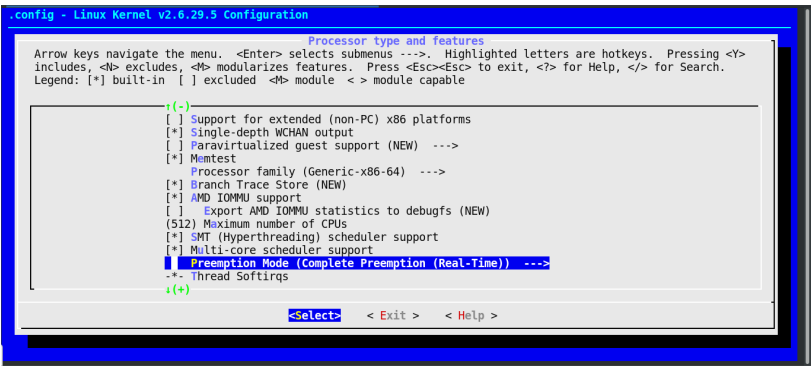 .config - Linux Kernel v2.6.29.5 Configuration
Processor type and features
Arrow keys navigate the menu.  <Enter> selects submenus --->.  Highlighted letters are hotkeys.  Pressing <Y>
includes, <N> excludes, <M> modularizes features.  Press <Esc><Esc> to exit, <?> for Help, </> for Search.
Legend: [*] built-in  [ ] excluded  <M> module  < > module capable
↑(-)
[ ] Support for extended (non-PC) x86 platforms
[*] Single-depth WCHAN output
[ ] Paravirtualized guest support (NEW)  --->
[*] Memtest
Processor family (Generic-x86-64)  --->
[*] Branch Trace Store (NEW)
[*] AMD IOMMU support
[ ]   Export AMD IOMMU statistics to debugfs (NEW)
(512) Maximum number of CPUs
[*] SMT (Hyperthreading) scheduler support
[*] Multi-core scheduler support
Preemption Mode (Complete Preemption (Real-Time))  --->
-*- Thread Softirqs
↓(+)
<Select>    < Exit >    < Help >